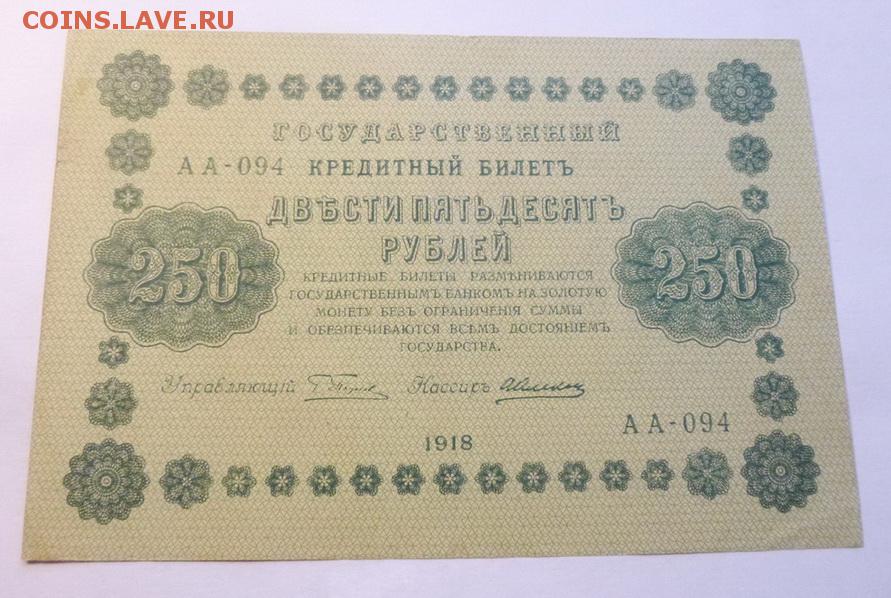 COINS.LAVE.RU
ГОСУДАРСТВЕННЫЙ
АА-094 КРЕДИТНЫЙ БИЛЕТЪ
ДВѢСТИ ПЯТЬДЕСЯТЪ
РУБЛЕЙ
250
250
КРЕДИТНЫЕ БИЛЕТЫ РАЗМѢНИВАЮТСЯ
ГОСУДАРСТВЕННЫМЪ БАНКОМЪ НА ЗОЛОТУЮ
МОНЕТУ БЕЗЪ ОГРАНИЧЕНІЯ СУММЫ
И ОБЕЗПЕЧИВАЮТСЯ ВСѢМЪ ДОСТОЯНІЕМЪ
ГОСУДАРСТВА.
Управляющій Кассиръ
АА-094
1918